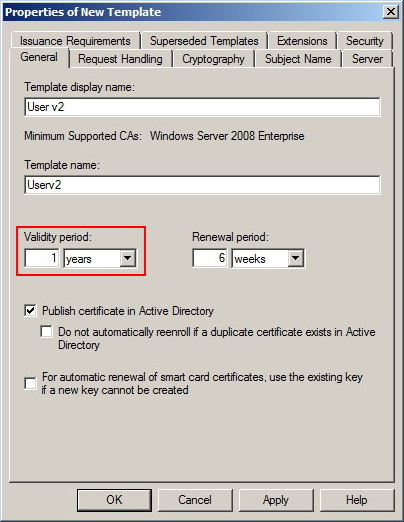 Properties of New Template
Issuance Requirements Superseded Templates Extensions Security
General Request Handling Cryptography Subject Name Server
Template display name:
User v2
Minimum Supported CAs: Windows Server 2008 Enterprise
Template name:
Userv2
Validity period: Renewal period:
1 years 6 weeks
Publish certificate in Active Directory
Do not automatically reenroll if a duplicate certificate exists in Active
Directory
For automatic renewal of smart card certificates, use the existing key
if a new key cannot be created
OK Cancel Apply Help